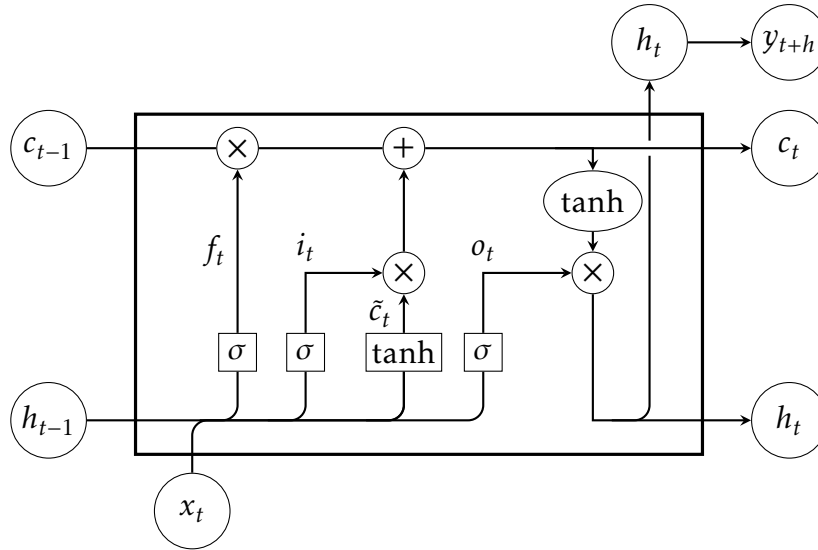 h_t y_{t+h}
c_{t−1} × + c_t
tanh
f_t i_t × o_t ×
c̃_t
σ σ tanh σ
h_{t−1} h_t
x_t